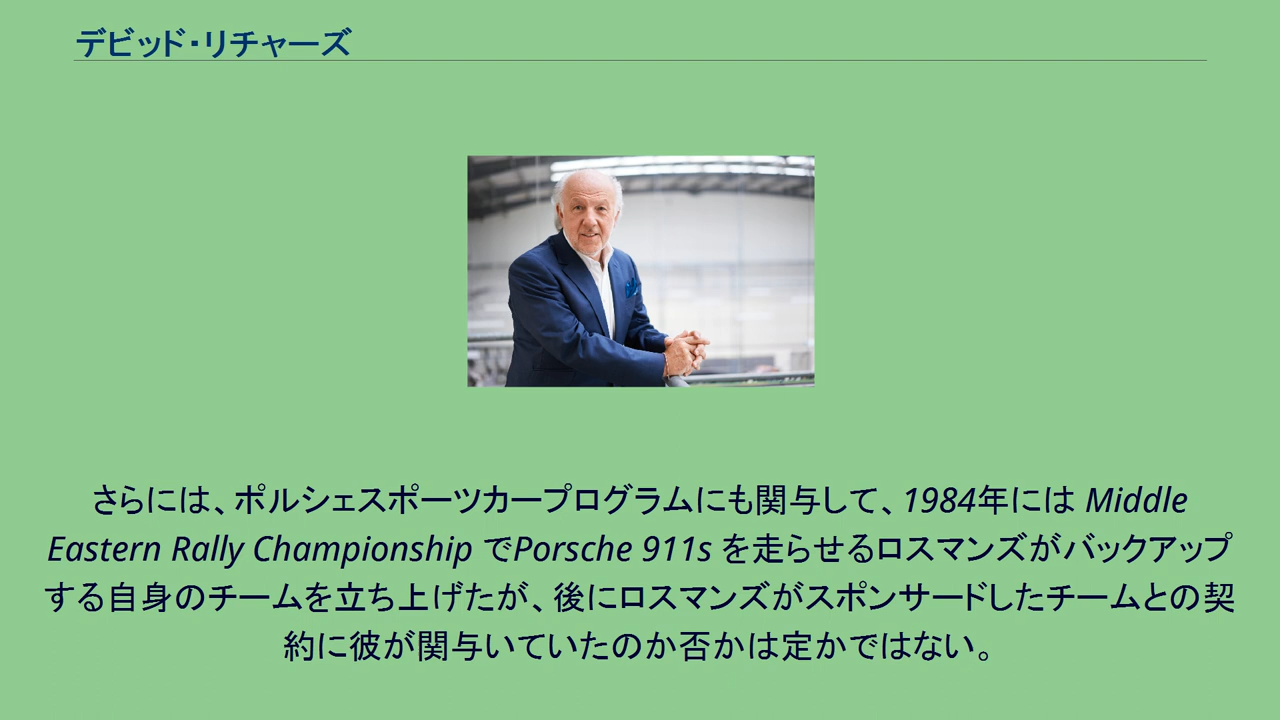 デビッド・リチャーズ
さらには、ポルシェスポーツカープログラムにも関与して、1984年には Middle
Eastern Rally Championship でPorsche 911s を走らせるロスマンズがバックアップ
する自身のチームを立ち上げたが、後にロスマンズがスポンサードしたチームとの契
約に彼が関与いていたのか否かは定かではない。